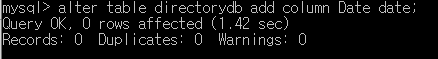 mysql> alter table directorydb add column Date date;
Query OK, 0 rows affected (1.42 sec)
Records: 0  Duplicates: 0  Warnings: 0